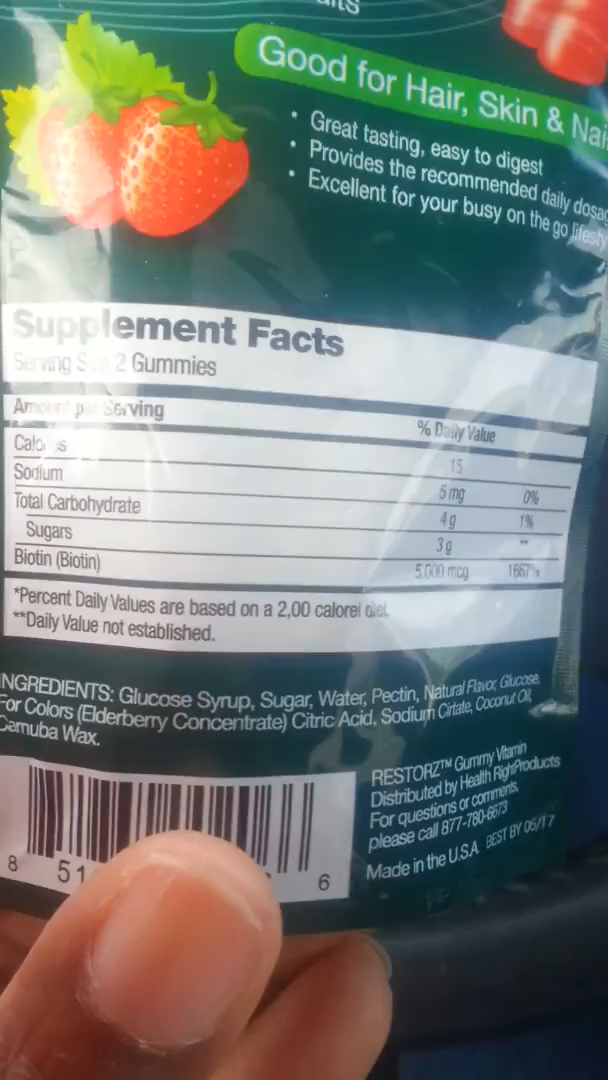 Good for Hair, Skin & Nai
• Great tasting, easy to digest
• Provides the recommended daily dosag
• Excellent for your busy on the go lifesty
Supplement Facts
Serving 2 Gummies
Amount per Serving
% Daily Value
Calo s 15
Sodium 5 mg 0%
Total Carbohydrate 4 g 1%
Sugars 3 g **
Biotin (Biotin) 5,000 mcg 1667%
*Percent Daily Values are based on a 2,00 calorei diet.
**Daily Value not established.
INGREDIENTS: Glucose Syrup, Sugar, Water, Pectin, Natural Flavor, Glucose,
For Colors (Elderberry Concentrate) Citric Acid, Sodium Cirtate, Coconut Oil,
Carnuba Wax.
RESTORZ™ Gummy Vitamin
Distributed by Health RighProducts
For questions or comments,
please call 877-780-6673
Made in the U.S.A BEST BY 06/17
8 51 6